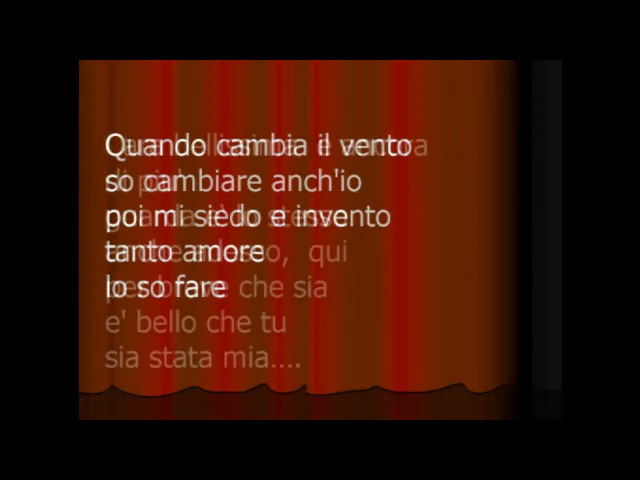 Quando cambia il vento
so cambiare anch'io
poi mi siedo e invento
tanto amore
lo so fare
che sia
e' bello che tu
sia stata mia....